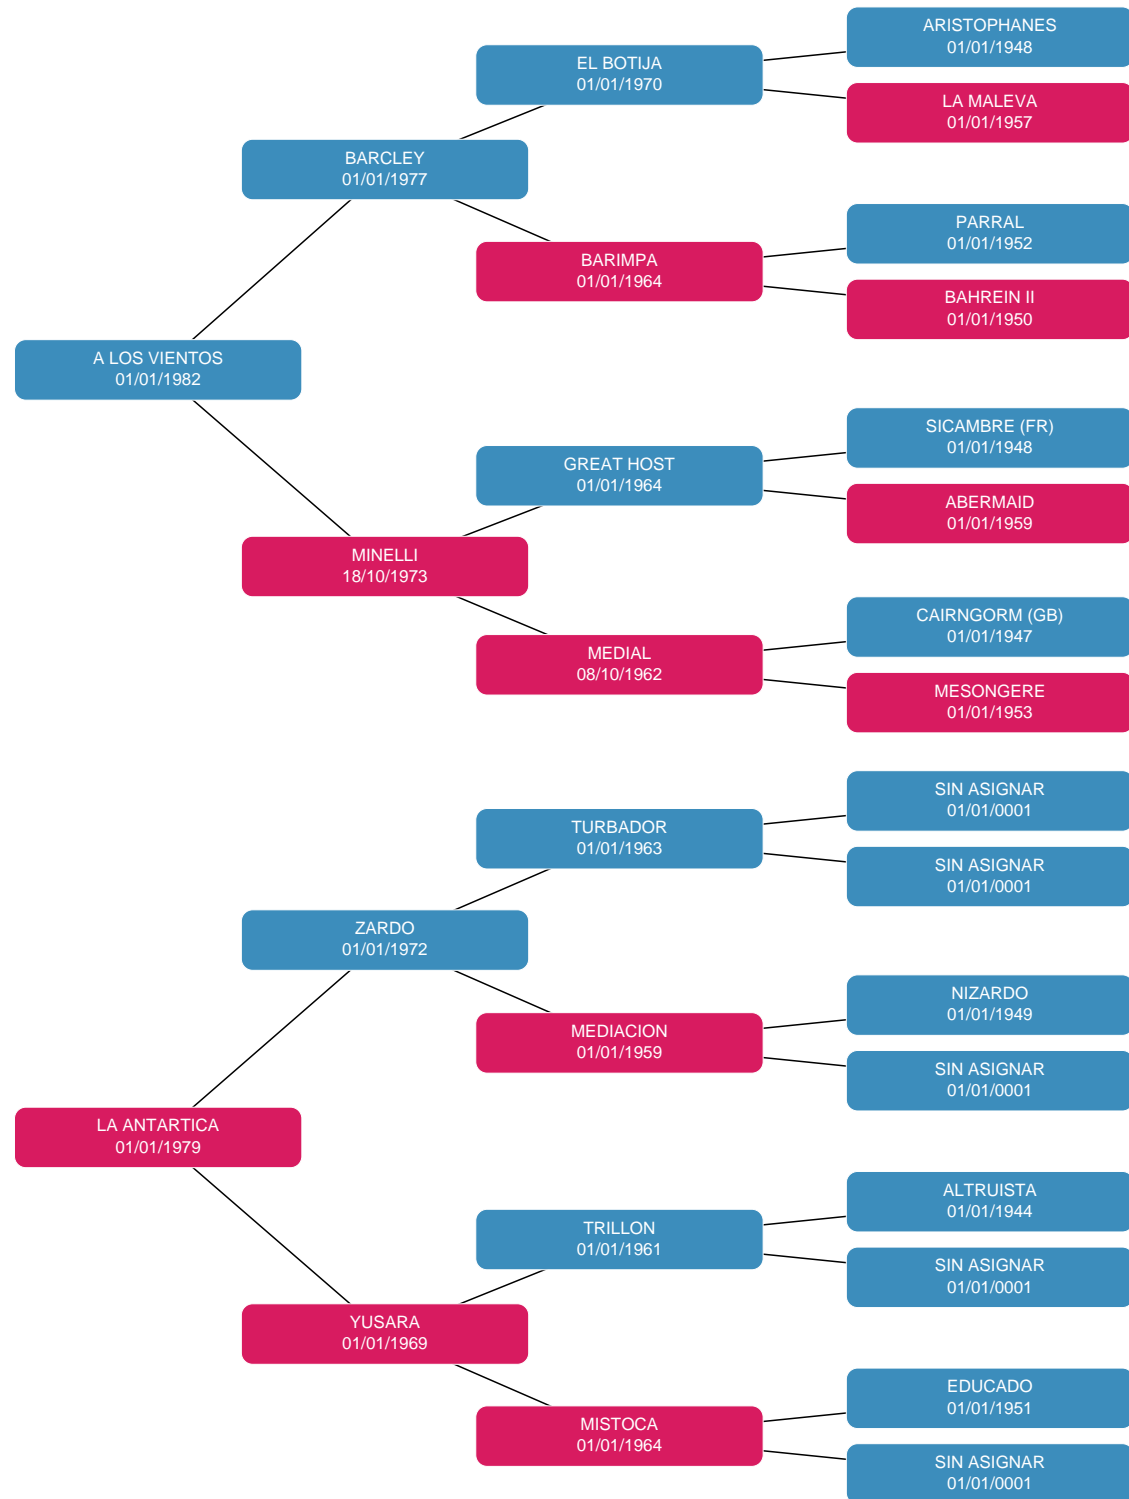 ARISTOPHANES
01/01/1948
EL BOTIJA
01/01/1970
LA MALEVA
01/01/1957
BARCLEY
01/01/1977
PARRAL
01/01/1952
BARIMPA
01/01/1964
BAHREIN II
01/01/1950
A LOS VIENTOS
01/01/1982
SICAMBRE (FR)
01/01/1948
GREAT HOST
01/01/1964
ABERMAID
01/01/1959
MINELLI
18/10/1973
CAIRNGORM (GB)
01/01/1947
MEDIAL
08/10/1962
MESONGERE
01/01/1953
SIN ASIGNAR
01/01/0001
TURBADOR
01/01/1963
SIN ASIGNAR
01/01/0001
ZARDO
01/01/1972
NIZARDO
01/01/1949
MEDIACION
01/01/1959
SIN ASIGNAR
01/01/0001
LA ANTARTICA
01/01/1979
ALTRUISTA
01/01/1944
TRILLON
01/01/1961
SIN ASIGNAR
01/01/0001
YUSARA
01/01/1969
EDUCADO
01/01/1951
MISTOCA
01/01/1964
SIN ASIGNAR
01/01/0001